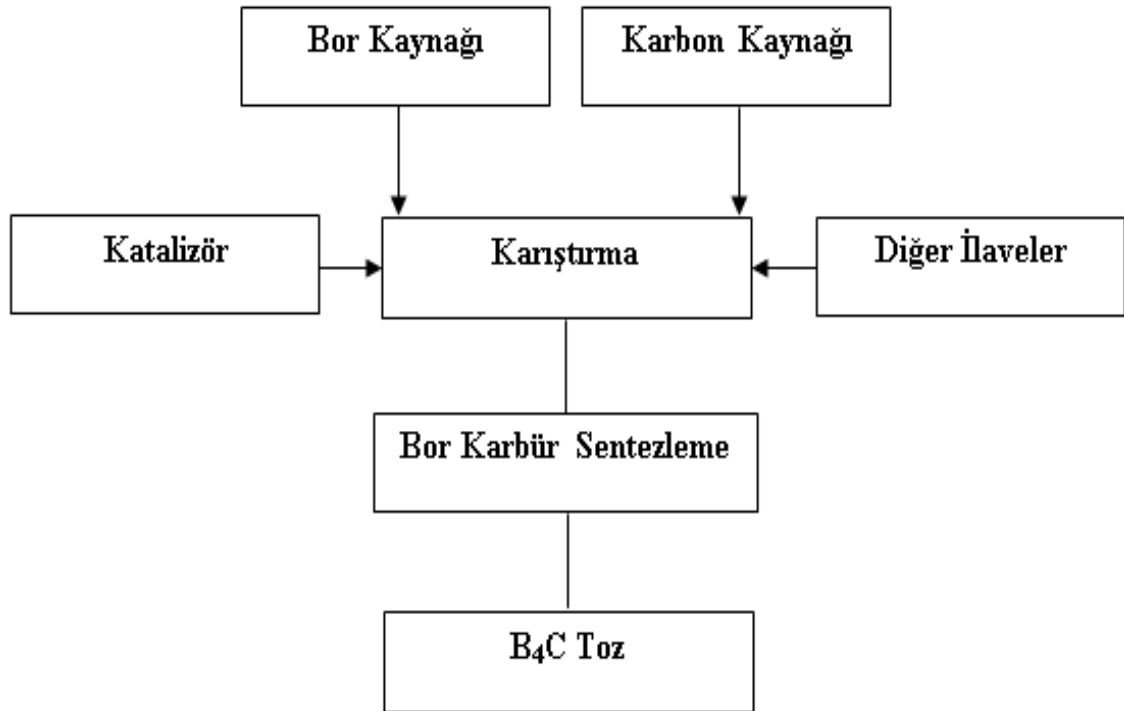 Bor Kaynağı
Karbon Kaynağı
Katalizör
Karıştırma
Diğer İlaveler
Bor Karbür Sentezleme
B₄C Toz